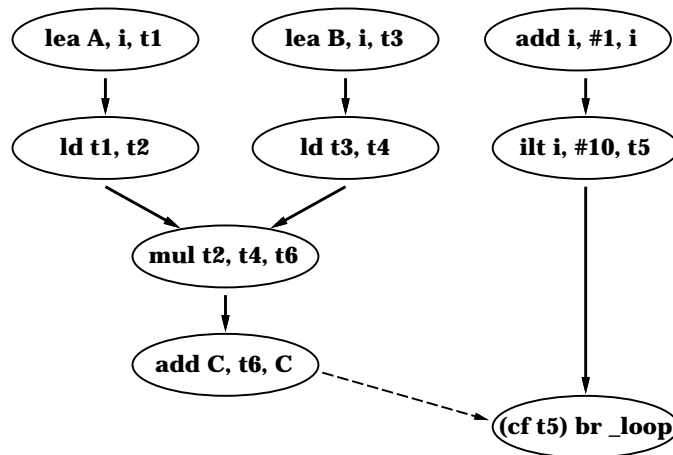 lea A, i, t1
lea B, i, t3
add i, #1, i
ld t1, t2
ld t3, t4
ilt i, #10, t5
mul t2, t4, t6
add C, t6, C
(cf t5) br _loop